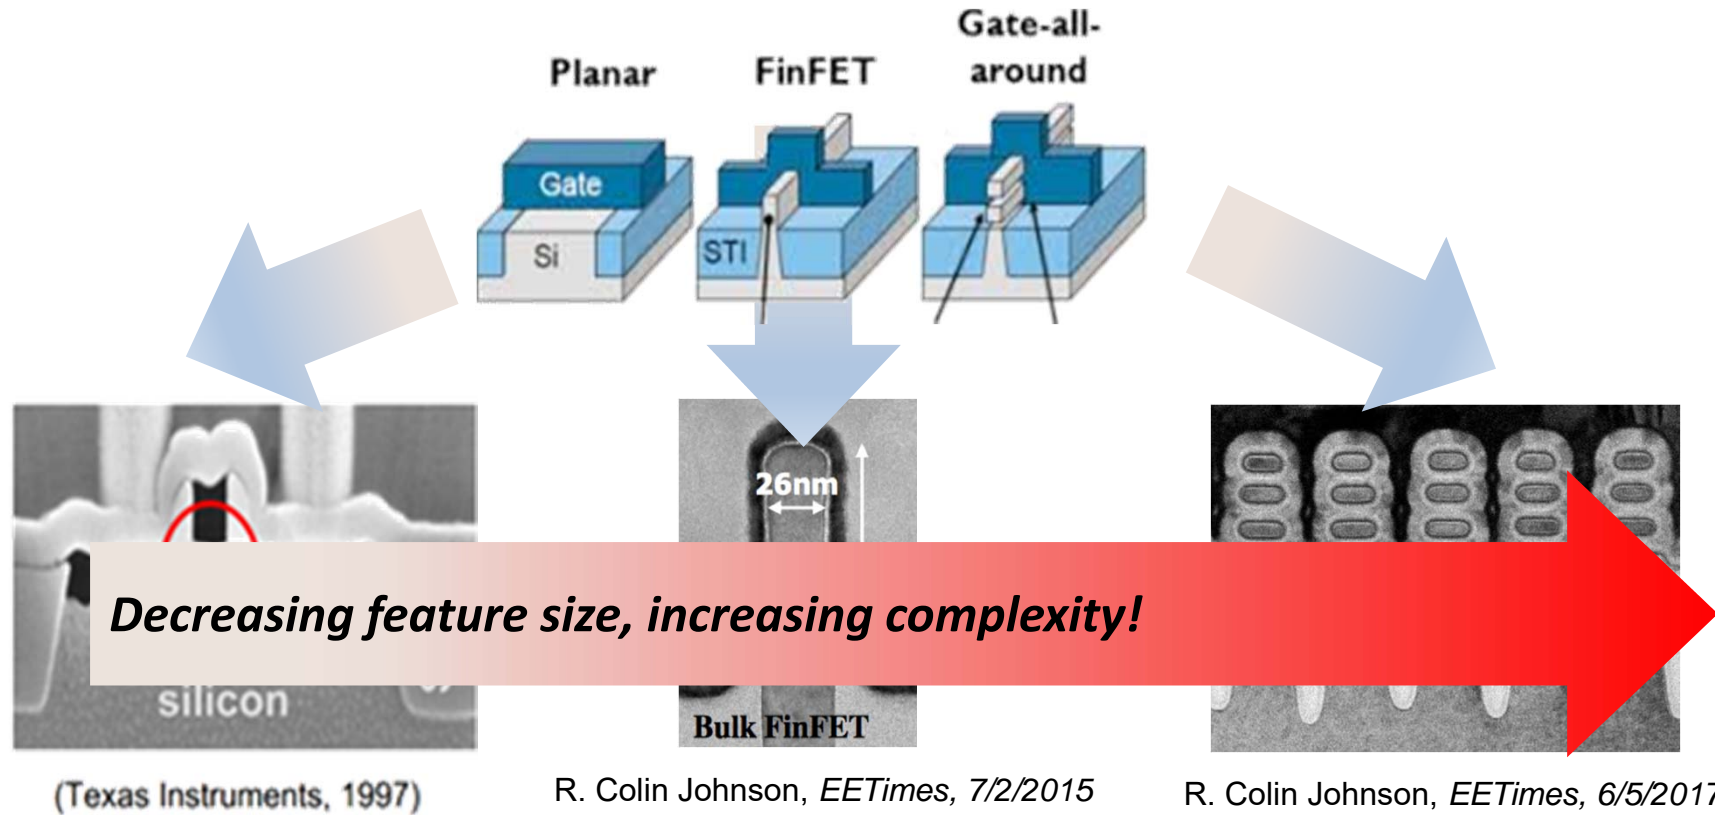 Planar
FinFET
Gate-all-
around
Gate
Si
STI
26nm
Decreasing feature size, increasing complexity!
silicon
Bulk FinFET
(Texas Instruments, 1997)
R. Colin Johnson, EETimes, 7/2/2015
R. Colin Johnson, EETimes, 6/5/2017